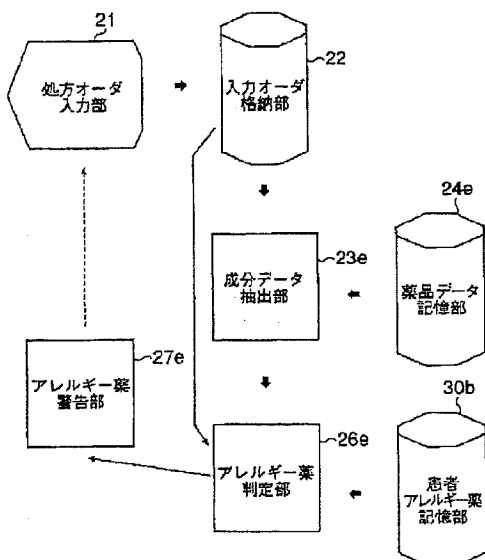 21
処方オーダ
入力部
22
入力オーダ
格納部
23e
成分データ
抽出部
24e
薬品データ
記憶部
27e
アレルギー薬
警告部
26e
アレルギー薬
判定部
30b
患者
アレルギー薬
記憶部